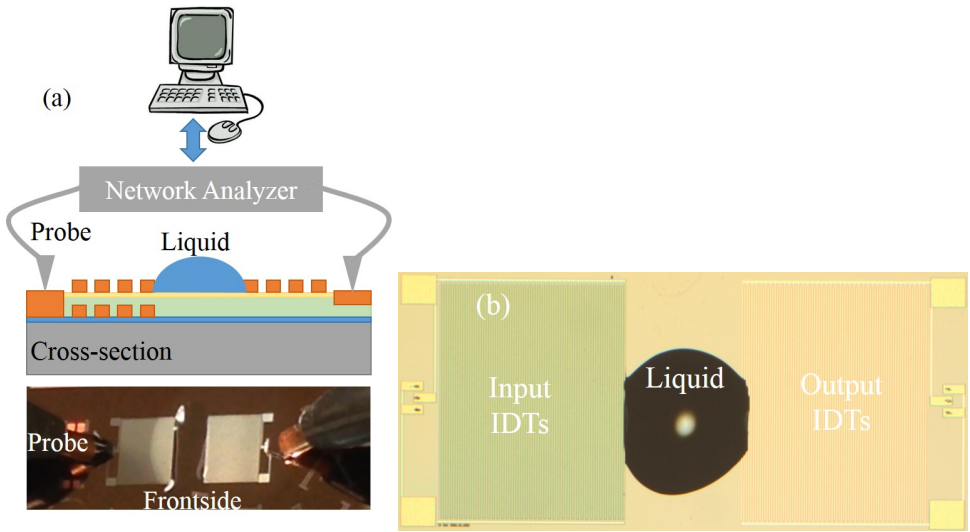 (a)
Network Analyzer
Probe
Liquid
Cross-section
Probe
Frontside
(b)
Input
IDTs
Liquid
Output
IDTs